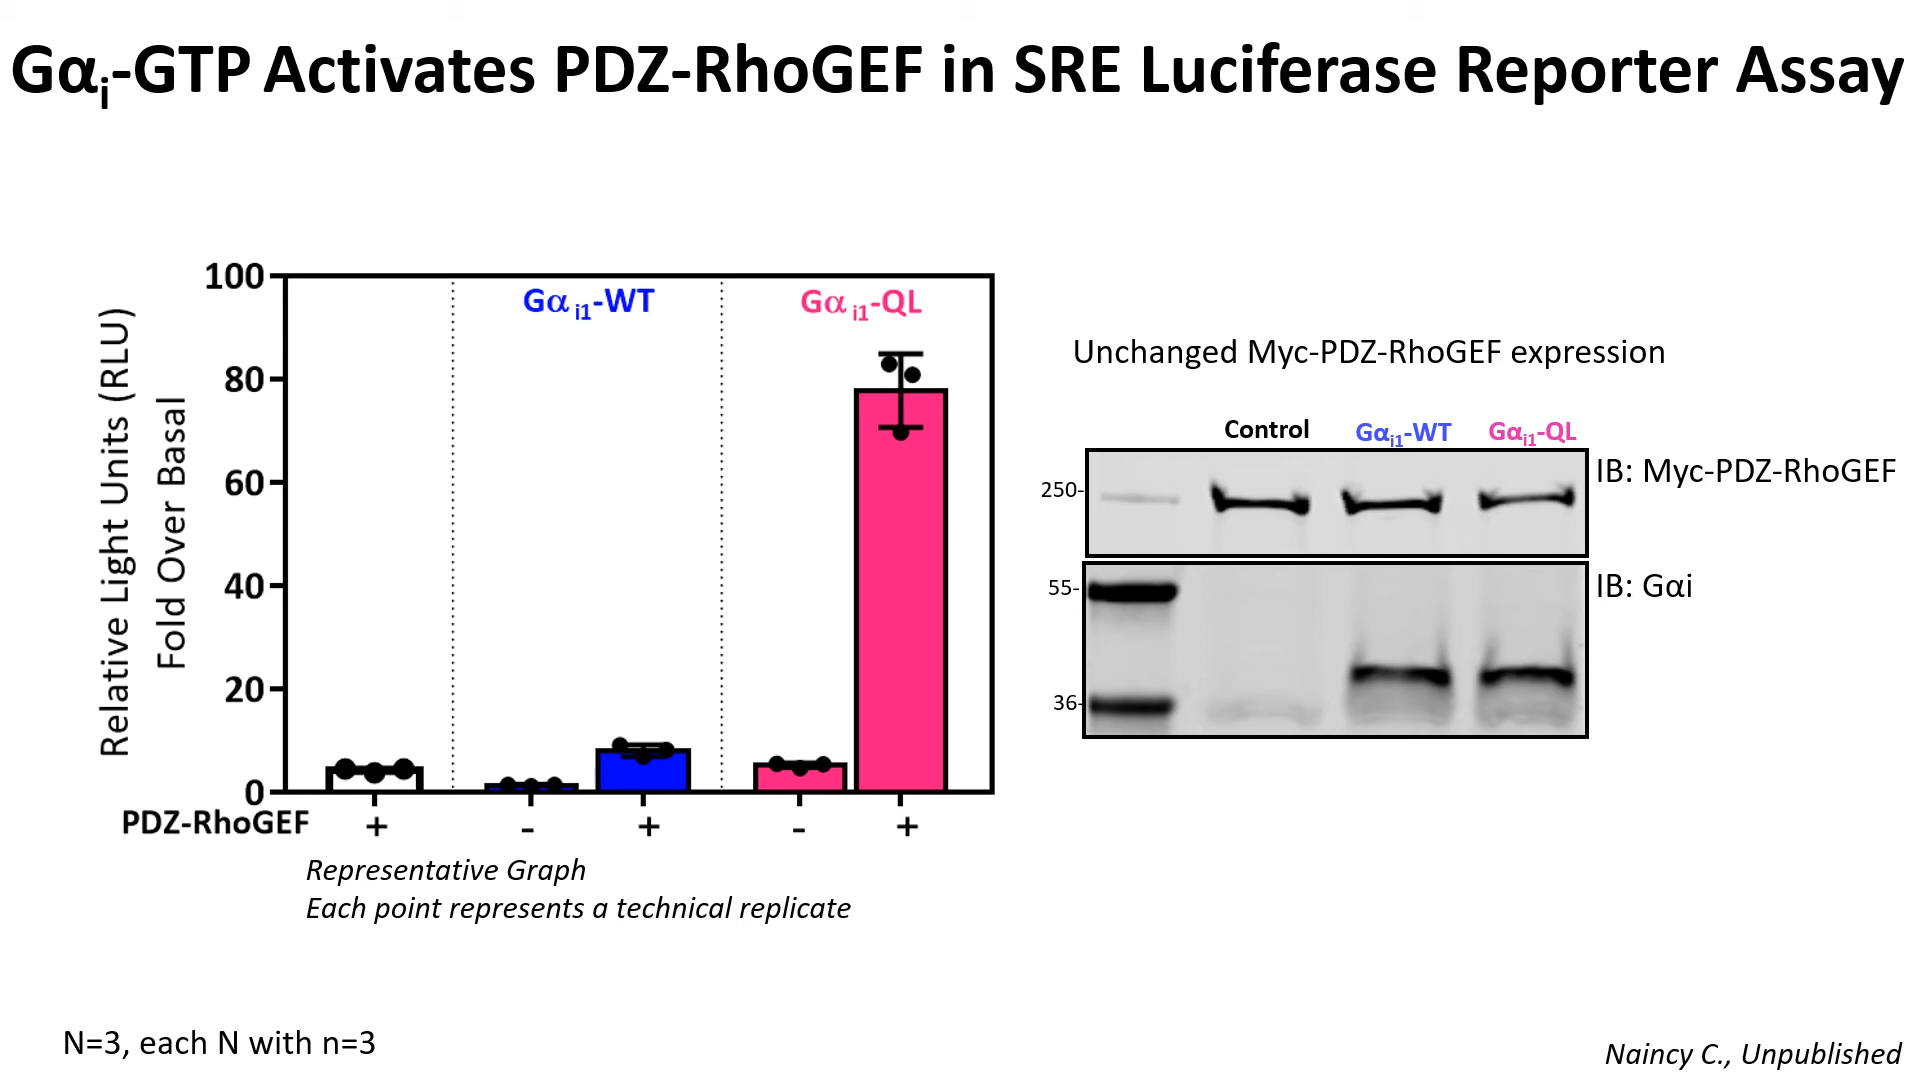 Gαi-GTP Activates PDZ-RhoGEF in SRE Luciferase Reporter Assay
Relative Light Units (RLU)
Fold Over Basal
100
80
60
40
20
0
Gα i1-WT
Gα i1-QL
PDZ-RhoGEF + - + - +
Representative Graph
Each point represents a technical replicate
Unchanged Myc-PDZ-RhoGEF expression
Control Gαi1-WT Gαi1-QL
250-
IB: Myc-PDZ-RhoGEF
55-
IB: Gαi
36-
N=3, each N with n=3
Naincy C., Unpublished